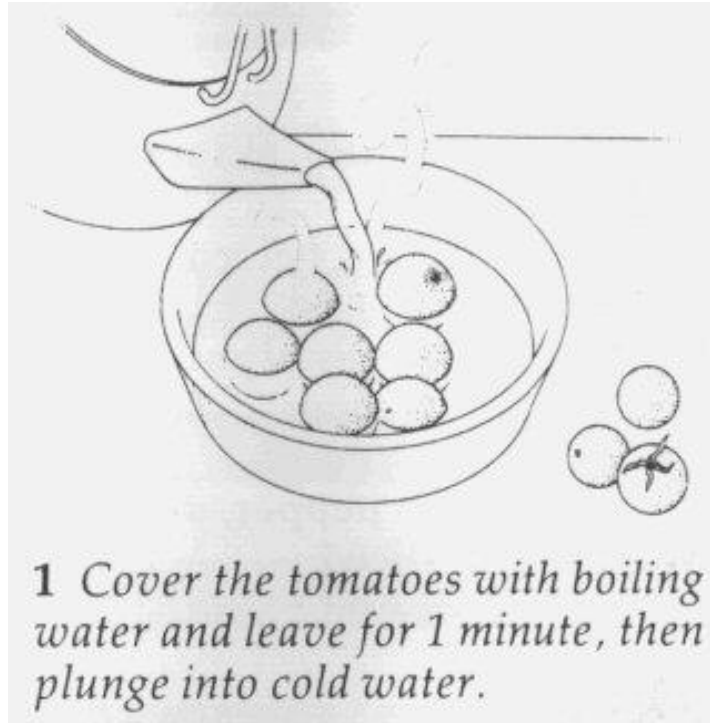 1 Cover the tomatoes with boiling
water and leave for 1 minute, then
plunge into cold water.